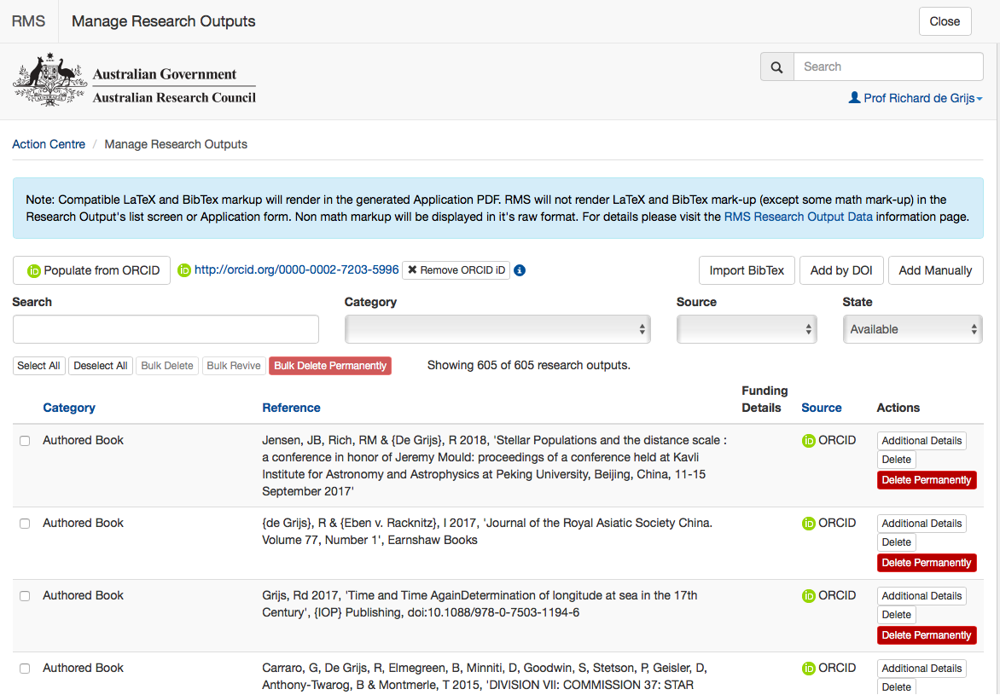 RMS Manage Research Outputs Close
Australian Government
Australian Research Council
Search
Prof Richard de Grijs
Action Centre / Manage Research Outputs
Note: Compatible LaTeX and BibTex markup will render in the generated Application PDF. RMS will not render LaTeX and BibTex mark-up (except some math mark-up) in the
Research Output's list screen or Application form. Non math markup will be displayed in it's raw format. For details please visit the RMS Research Output Data information page.
iD Populate from ORCID iD http://orcid.org/0000-0002-7203-5996 ✖ Remove ORCID iD i Import BibTex Add by DOI Add Manually
Search Category Source State
Available
Select All Deselect All Bulk Delete Bulk Revive Bulk Delete Permanently Showing 605 of 605 research outputs.
Category Reference Funding Details Source Actions
Authored Book
Jensen, JB, Rich, RM & {De Grijs}, R 2018, 'Stellar Populations and the distance scale :
a conference in honor of Jeremy Mould: proceedings of a conference held at Kavli
Institute for Astronomy and Astrophysics at Peking University, Beijing, China, 11-15
September 2017'
iD ORCID
Additional Details
Delete
Delete Permanently
Authored Book
{de Grijs}, R & {Eben v. Racknitz}, I 2017, 'Journal of the Royal Asiatic Society China.
Volume 77, Number 1', Earnshaw Books
iD ORCID
Additional Details
Delete
Delete Permanently
Authored Book
Grijs, Rd 2017, 'Time and Time AgainDetermination of longitude at sea in the 17th
Century', {IOP} Publishing, doi:10.1088/978-0-7503-1194-6
iD ORCID
Additional Details
Delete
Delete Permanently
Authored Book
Carraro, G, De Grijs, R, Elmegreen, B, Minniti, D, Goodwin, S, Stetson, P, Geisler, D,
Anthony-Twarog, B & Montmerle, T 2015, 'DIVISION VII: COMMISSION 37: STAR
iD ORCID
Additional Details
Delete